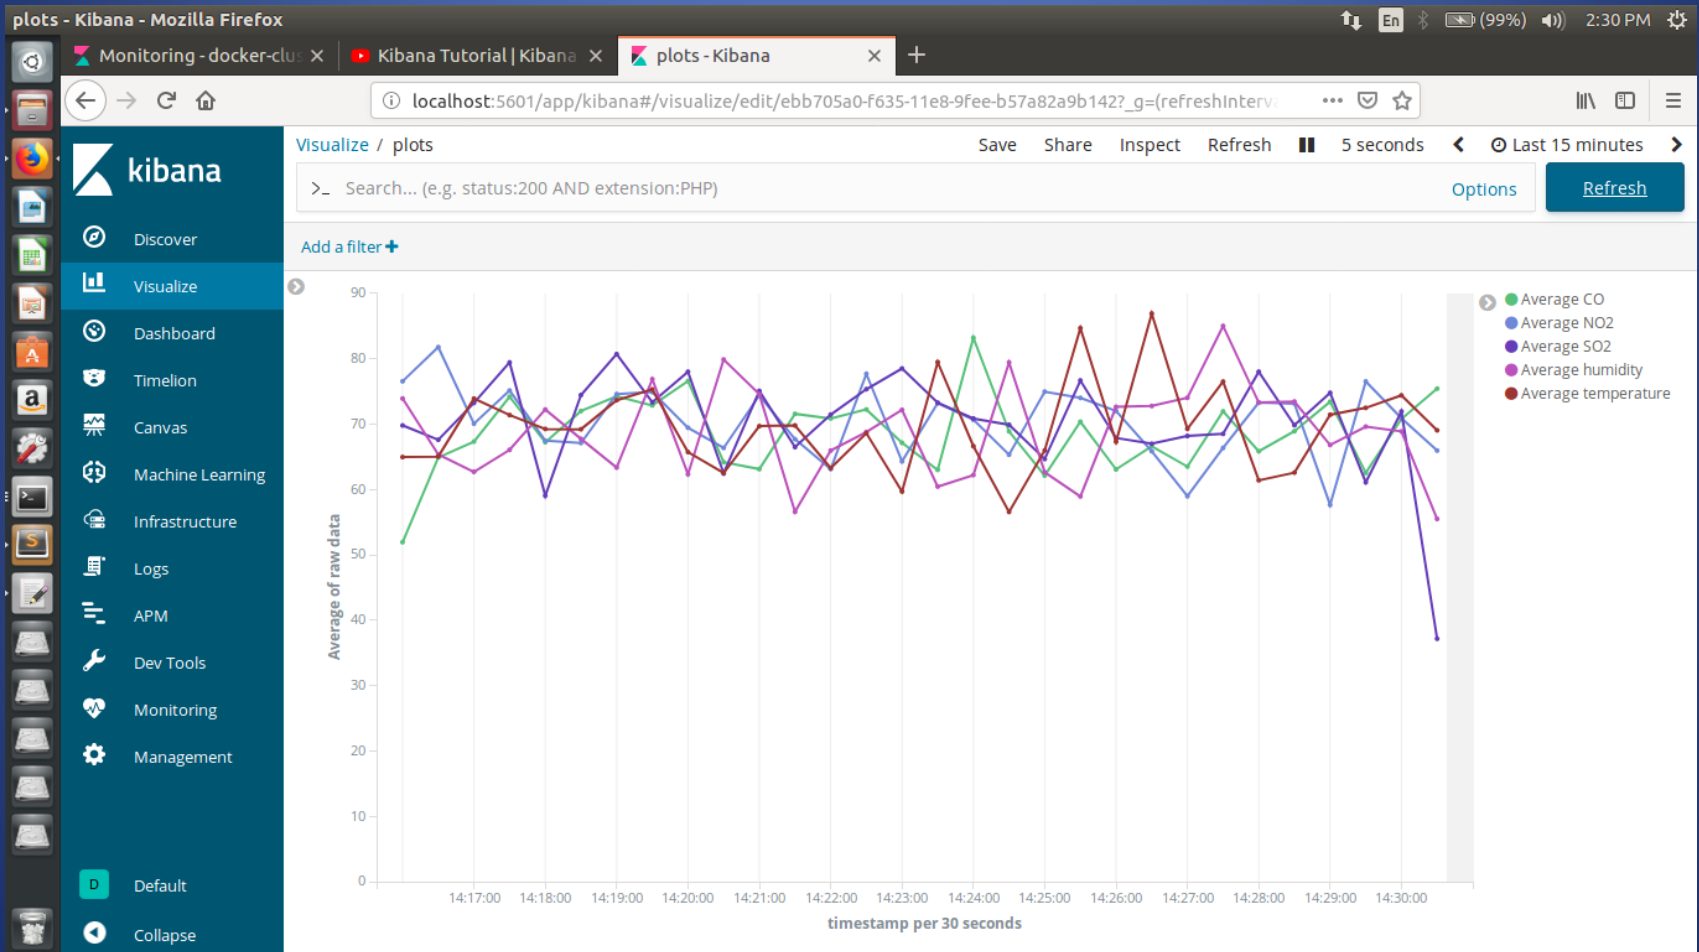 plots - Kibana - Mozilla Firefox
En (99%) 2:30 PM
Monitoring - docker-clus
Kibana Tutorial | Kibana
plots - Kibana
localhost:5601/app/kibana#/visualize/edit/ebb705a0-f635-11e8-9fee-b57a82a9b142?_g=(refreshInterva
kibana
Discover
Visualize
Dashboard
Timelion
Canvas
Machine Learning
Infrastructure
Logs
APM
Dev Tools
Monitoring
Management
D Default
Collapse
Visualize / plots
Save Share Inspect Refresh 5 seconds Last 15 minutes
>_ Search... (e.g. status:200 AND extension:PHP) Options Refresh
Add a filter +
90
80
70
60
50
40
30
20
10
0
Average of raw data
14:17:00 14:18:00 14:19:00 14:20:00 14:21:00 14:22:00 14:23:00 14:24:00 14:25:00 14:26:00 14:27:00 14:28:00 14:29:00 14:30:00
timestamp per 30 seconds
Average CO
Average NO2
Average SO2
Average humidity
Average temperature